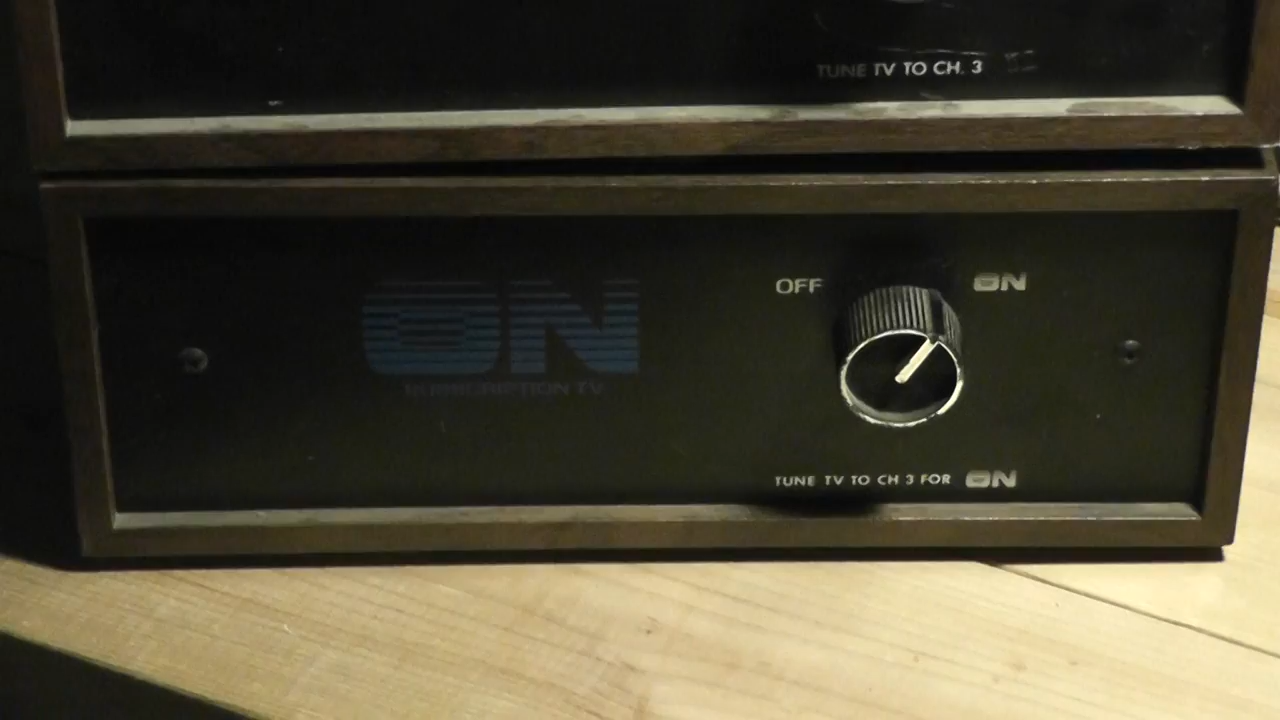 TUNE TV TO CH. 3
OFF ON
ON
SUBSCRIPTION TV
TUNE TV TO CH 3 FOR ON